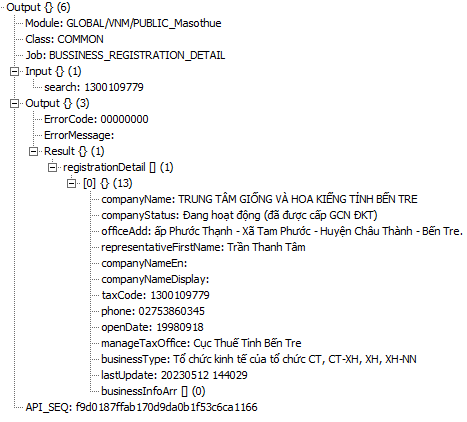 Output {} (6)
Module: GLOBAL/VNM/PUBLIC_Masothue
Class: COMMON
Job: BUSSINESS_REGISTRATION_DETAIL
Input {} (1)
search: 1300109779
Output {} (3)
ErrorCode: 00000000
ErrorMessage:
Result {} (1)
registrationDetail [] (1)
[0] {} (13)
companyName: TRUNG TÂM GIỐNG VÀ HOA KIỂNG TỈNH BẾN TRE
companyStatus: Đang hoạt động (đã được cấp GCN ĐKT)
officeAdd: ấp Phước Thạnh - Xã Tam Phước - Huyện Châu Thành - Bến Tre.
representativeFirstName: Trần Thanh Tâm
companyNameEn:
companyNameDisplay:
taxCode: 1300109779
phone: 02753860345
openDate: 19980918
manageTaxOffice: Cục Thuế Tỉnh Bến Tre
businessType: Tổ chức kinh tế của tổ chức CT, CT-XH, XH, XH-NN
lastUpdate: 20230512 144029
businessInfoArr [] (0)
API_SEQ: f9d0187ffab170d9da0b1f53c6ca1166